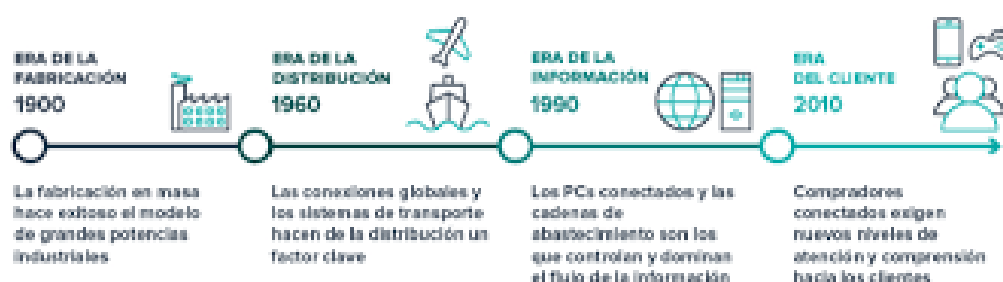 ERA DE LA
FABRICACIÓN
1900
La fabricación en masa
hace exitoso el modelo
de grandes potencias
industriales
ERA DE LA
DISTRIBUCIÓN
1960
Las conexiones globales y
los sistemas de transporte
hacen de la distribución un
factor clave
ERA DE LA
INFORMACIÓN
1990
Los PCs conectados y las
cadenas de
abastecimiento son los
que controlan y dominan
el flujo de la información
ERA
DEL CLIENTE
2010
Compradores
conectados exigen
nuevos niveles de
atención y comprensión
hacia los clientes